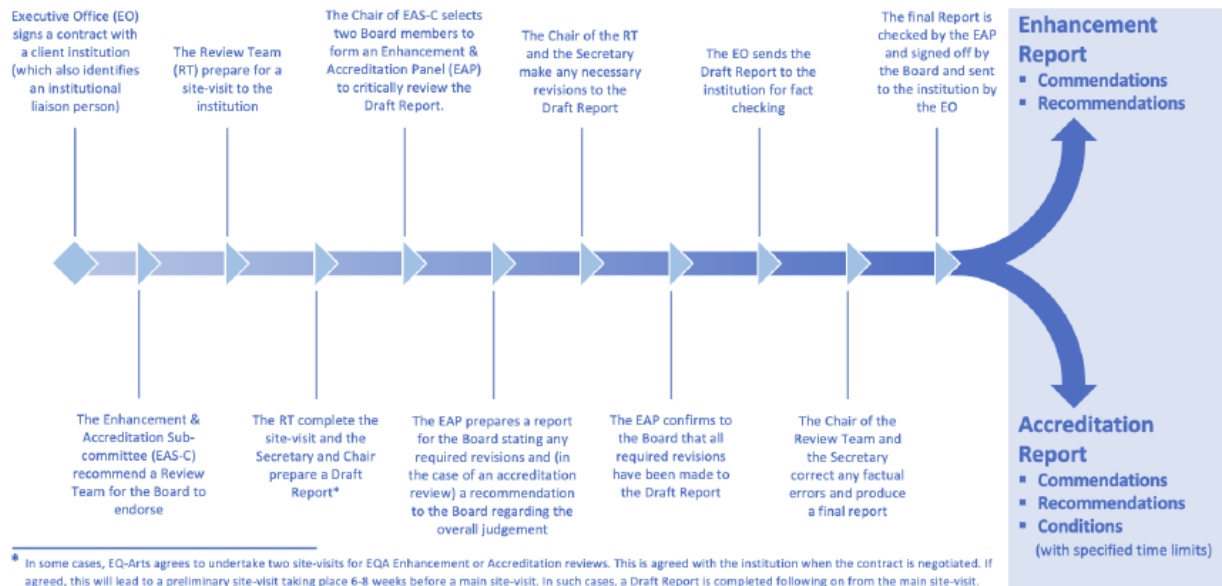 Executive Office (EO)
signs a contract with
a client institution
(which also identifies
an institutional
liaison person)
The Review Team
(RT) prepare for a
site-visit to the
institution
The Chair of EAS-C selects
two Board members to
form an Enhancement &
Accreditation Panel (EAP)
to critically review the
Draft Report.
The Chair of the RT
and the Secretary
make any necessary
revisions to the
Draft Report
The EO sends the
Draft Report to the
institution for fact
checking
The final Report is
checked by the EAP
and signed off by
the Board and sent
to the institution by
the EO
Enhancement
Report
▪ Commendations
▪ Recommendations
The Enhancement &
Accreditation Sub-
committee (EAS-C)
recommend a Review
Team for the Board to
endorse
The RT complete the
site-visit and the
Secretary and Chair
prepare a Draft
Report*
The EAP prepares a report
for the Board stating any
required revisions and (in
the case of an accreditation
review) a recommendation
to the Board regarding the
overall judgement
The EAP confirms to
the Board that all
required revisions
have been made to
the Draft Report
The Chair of the
Review Team and
the Secretary
correct any factual
errors and produce
a final report
Accreditation
Report
▪ Commendations
▪ Recommendations
▪ Conditions
(with specified time limits)
* In some cases, EQ-Arts agrees to undertake two site-visits for EQA Enhancement or Accreditation reviews. This is agreed with the institution when the contract is negotiated. If
agreed, this will lead to a preliminary site-visit taking place 6-8 weeks before a main site-visit. In such cases, a Draft Report is completed following on from the main site-visit.